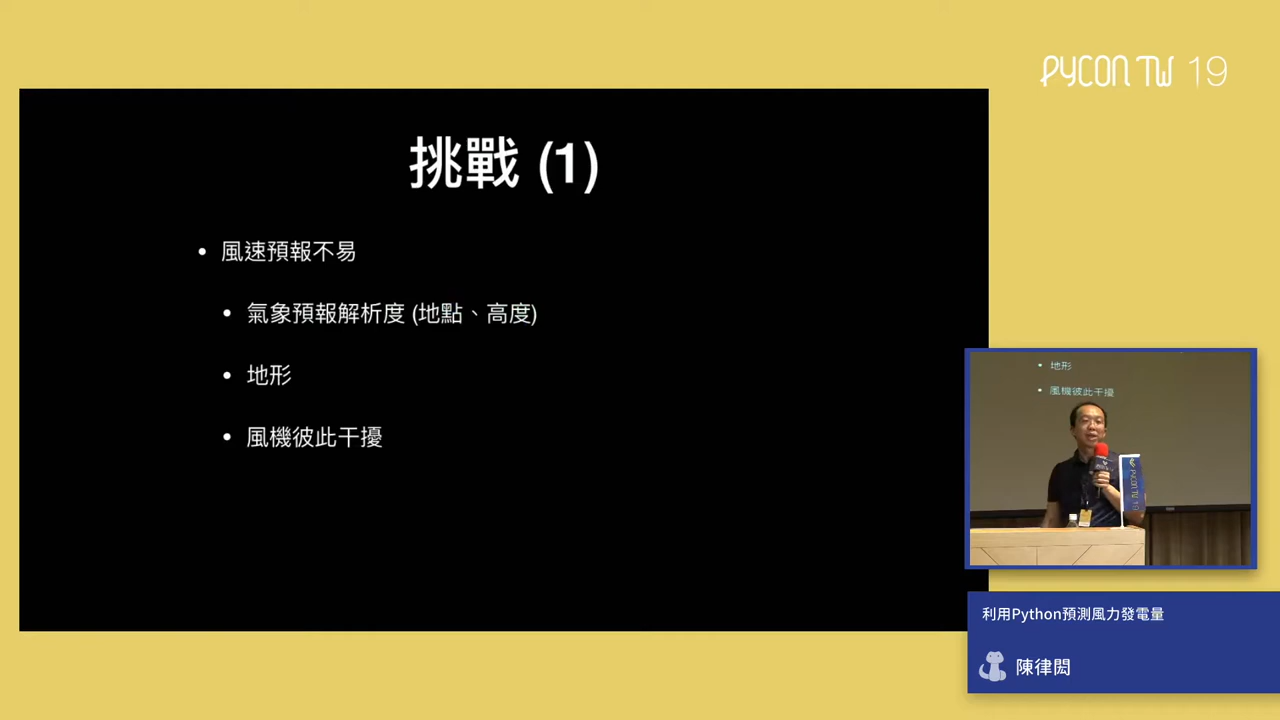 PYCON TW 19
挑戰 (1)
• 風速預報不易
• 氣象預報解析度 (地點、高度)
• 地形
• 風機彼此干擾
• 地形
• 風機彼此干擾
PYCON TW 19
利用Python預測風力發電量
陳律閎